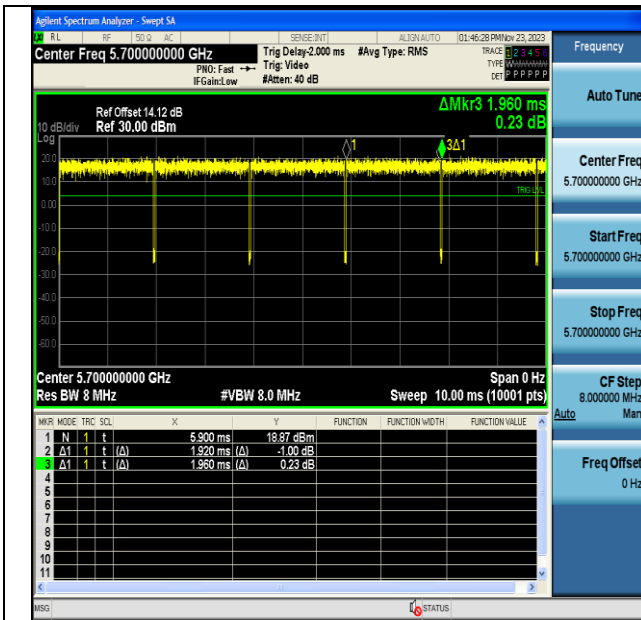 Agilent Spectrum Analyzer - Swept SA
RL RF 50 Ω AC SENSE:INT ALIGN AUTO 01:46:28 PM Nov 23, 2023
Center Freq 5.700000000 GHz
PNO: Fast
IFGain:Low
Trig Delay-2.000 ms
Trig: Video
#Atten: 40 dB
#Avg Type: RMS
TRACE 1 2 3 4 5 6
TYPE WWWWWW
DET P P P P P P
Frequency
Auto Tune
Center Freq
5.700000000 GHz
Start Freq
5.700000000 GHz
Stop Freq
5.700000000 GHz
CF Step
8.000000 MHz
Auto Man
Freq Offset
0 Hz
Ref Offset 14.12 dB
10 dB/div Ref 30.00 dBm
Log
ΔMkr3 1.960 ms
0.23 dB
1
3Δ1
20.0
10.0
0.00
-10.0
-20.0
-30.0
-40.0
-50.0
-60.0
TRIG LVL
Center 5.700000000 GHz Span 0 Hz
Res BW 8 MHz #VBW 8.0 MHz Sweep 10.00 ms (10001 pts)
MKR MODE TRC SCL X Y FUNCTION FUNCTION WIDTH FUNCTION VALUE
1 N 1 t 5.900 ms 18.87 dBm
2 Δ1 1 t (Δ) 1.920 ms (Δ) -1.00 dB
3 Δ1 1 t (Δ) 1.960 ms (Δ) 0.23 dB
4
5
6
7
8
9
10
11
MSG STATUS